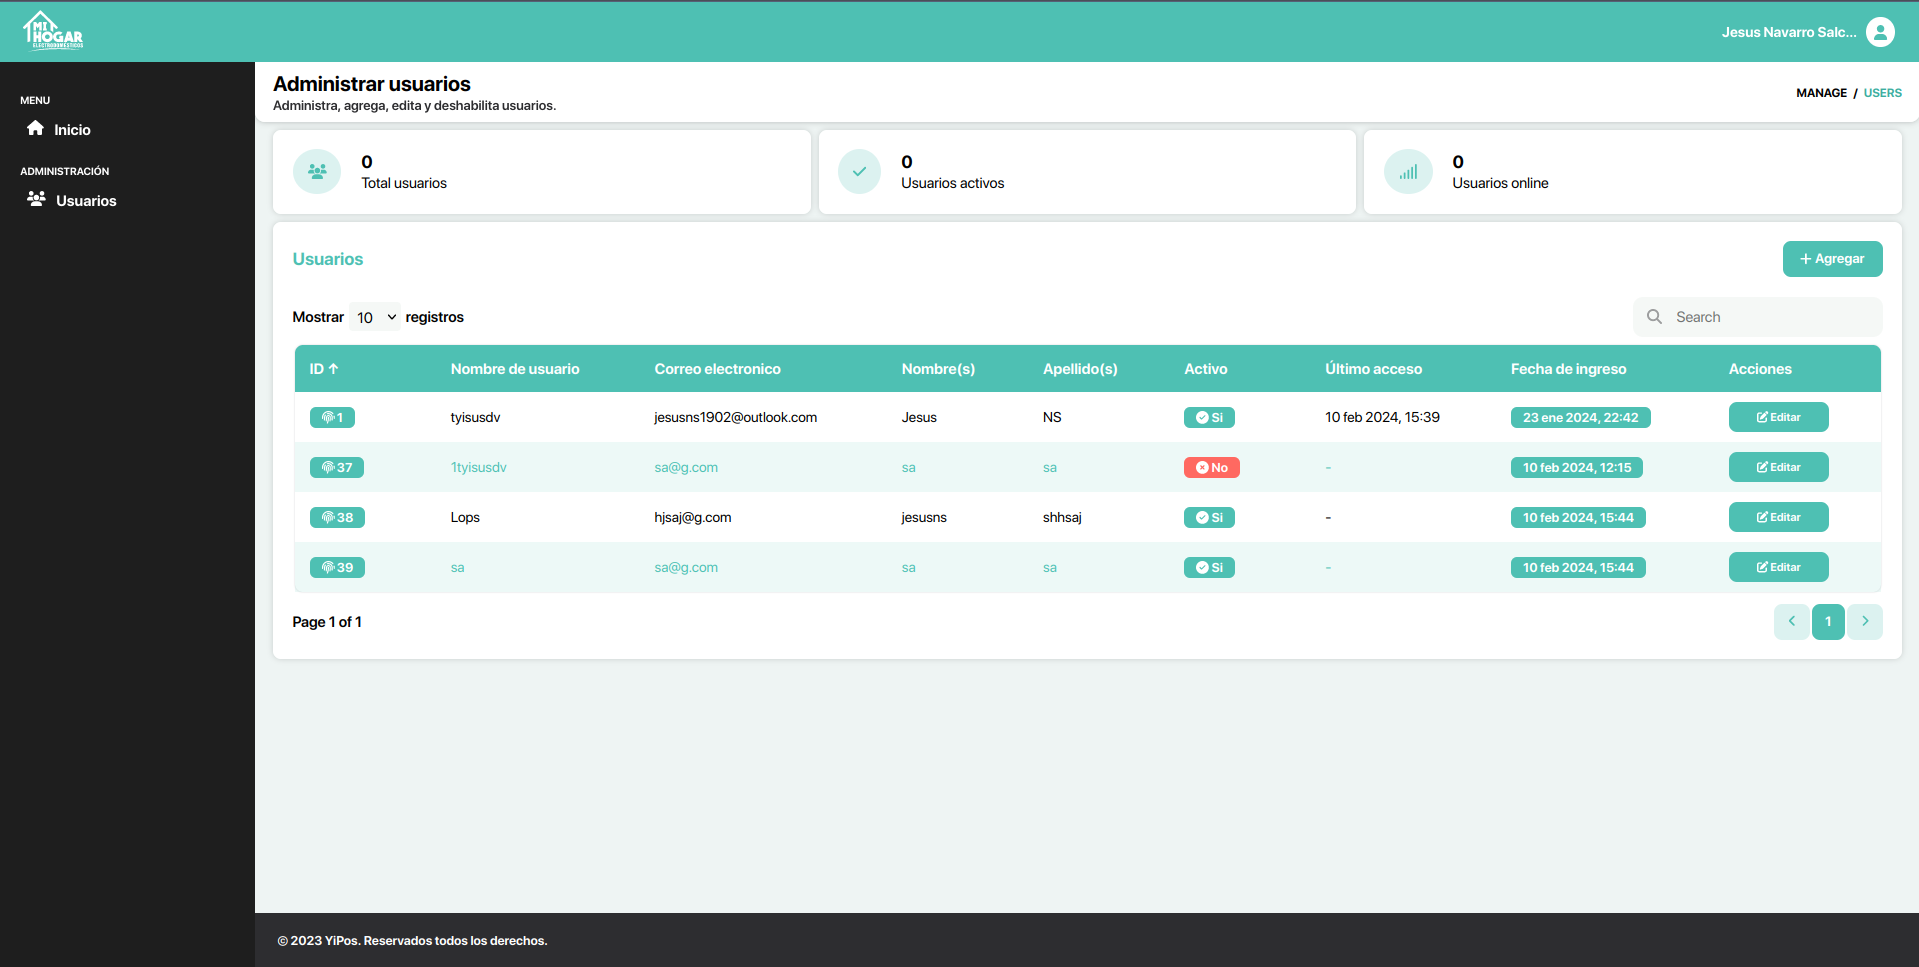 MI
HOGAR
ELECTRODOMÉSTICOS
Jesus Navarro Salc...
MENU
Inicio
ADMINISTRACIÓN
Usuarios
Administrar usuarios
Administra, agrega, edita y deshabilita usuarios.
MANAGE / USERS
0
Total usuarios
0
Usuarios activos
0
Usuarios online
Usuarios
+ Agregar
Mostrar 10 registros
Search
ID ↑ Nombre de usuario Correo electronico Nombre(s) Apellido(s) Activo Último acceso Fecha de ingreso Acciones
1 tyisusdv jesusns1902@outlook.com Jesus NS Si 10 feb 2024, 15:39 23 ene 2024, 22:42 Editar
37 1tyisusdv sa@g.com sa sa No - 10 feb 2024, 12:15 Editar
38 Lops hjsaj@g.com jesusns shhsaj Si - 10 feb 2024, 15:44 Editar
39 sa sa@g.com sa sa Si - 10 feb 2024, 15:44 Editar
Page 1 of 1
1
© 2023 YiPos. Reservados todos los derechos.